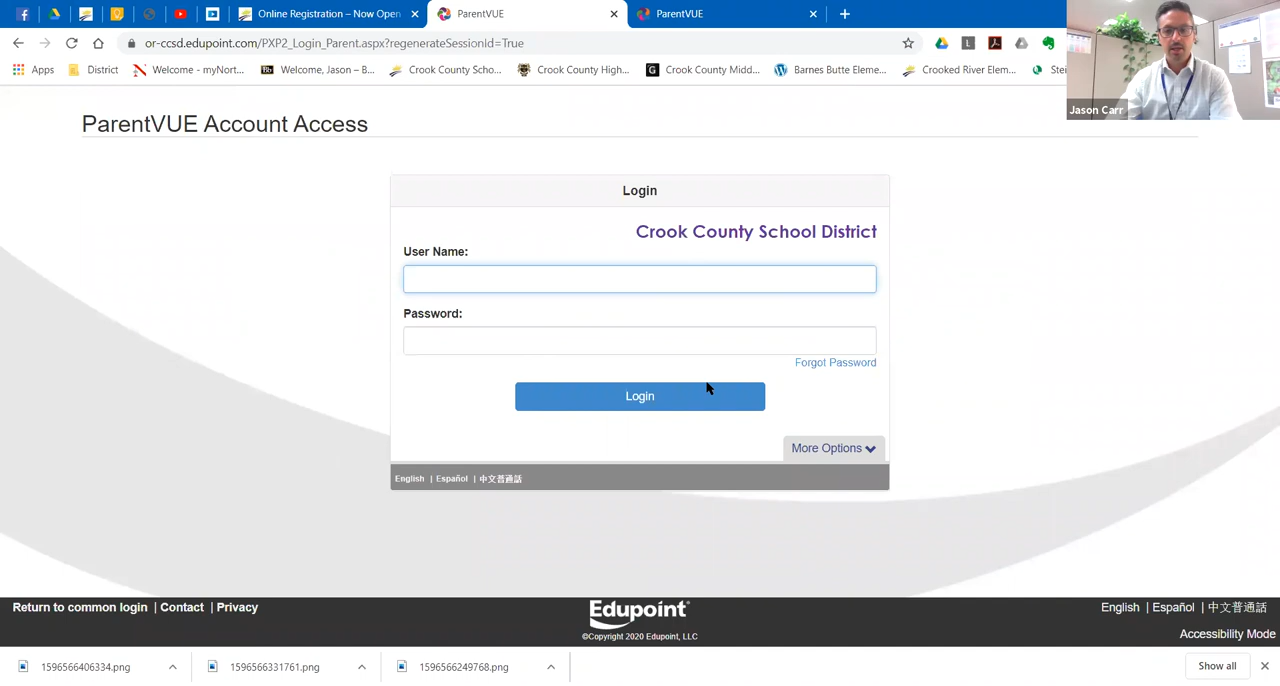 Online Registration – Now Open
ParentVUE
ParentVUE
or-ccsd.edupoint.com/PXP2_Login_Parent.aspx?regenerateSessionId=True
Apps
District
Welcome - myNort...
Welcome, Jason – B...
Crook County Scho...
Crook County High...
Crook County Midd...
Barnes Butte Eleme...
Crooked River Elem...
Stei
Jason Carr
ParentVUE Account Access
Login
Crook County School District
User Name:
Password:
Forgot Password
Login
More Options
English | Español | 中文普通話
Return to common login | Contact | Privacy
Edupoint®
©Copyright 2020 Edupoint, LLC
English | Español | 中文普通話
Accessibility Mode
1596566406334.png
1596566331761.png
1596566249768.png
Show all